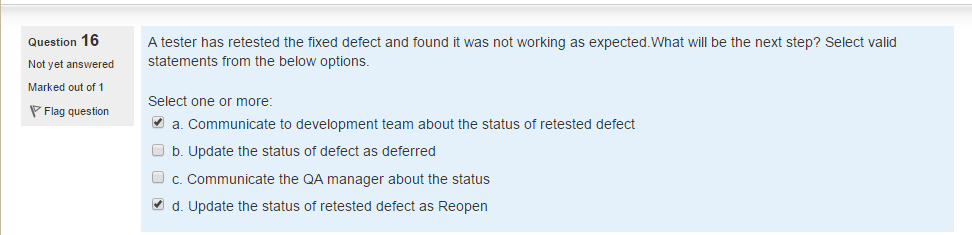 Question 16
Not yet answered
Marked out of 1
Flag question
A tester has retested the fixed defect and found it was not working as expected.What will be the next step? Select valid
statements from the below options.
Select one or more:
a. Communicate to development team about the status of retested defect
b. Update the status of defect as deferred
c. Communicate the QA manager about the status
d. Update the status of retested defect as Reopen